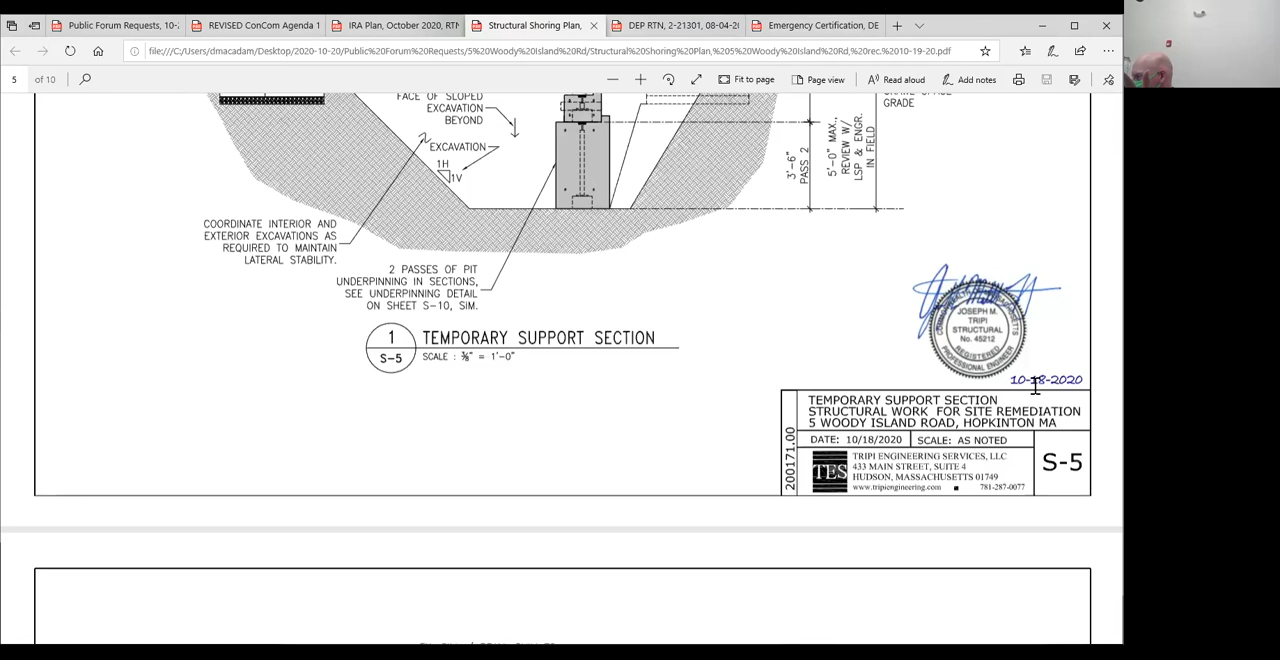 Public Forum Requests, 10-2
REVISED ConCom Agenda 1
IRA Plan, October 2020, RTN
Structural Shoring Plan,
DEP RTN, 2-21301, 08-04-20
Emergency Certification, DE
file:///C:/Users/dmacadam/Desktop/2020-10-20/Public%20Forum%20Requests/5%20Woody%20Island%20Rd/Structural%20Shoring%20Plan,%205%20Woody%20Island%20Rd,%20rec.%2010-19-20.pdf
5 of 10
Fit to page
Page view
Read aloud
Add notes
FACE OF SLOPED
EXCAVATION
BEYOND
EXCAVATION
1H
1V
GRADE
3'-6"
PASS 2
5'-0" MAX.,
REVIEW W/
LSP & ENGR.
IN FIELD
COORDINATE INTERIOR AND
EXTERIOR EXCAVATIONS AS
REQUIRED TO MAINTAIN
LATERAL STABILITY.
2 PASSES OF PIT
UNDERPINNING IN SECTIONS,
SEE UNDERPINNING DETAIL
ON SHEET S-10, SIM.
1
S-5
TEMPORARY SUPPORT SECTION
SCALE : ⅜" = 1'-0"
COMMONWEALTH OF MASSACHUSETTS
JOSEPH M.
TRIPI
STRUCTURAL
No. 45212
REGISTERED
PROFESSIONAL ENGINEER
10-18-2020
TEMPORARY SUPPORT SECTION
STRUCTURAL WORK FOR SITE REMEDIATION
5 WOODY ISLAND ROAD, HOPKINTON MA
200171.00
DATE: 10/18/2020
SCALE: AS NOTED
TES
TRIPI ENGINEERING SERVICES, LLC
433 MAIN STREET, SUITE 4
HUDSON, MASSACHUSETTS 01749
www.tripiengineering.com ■ 781-287-0077
S-5